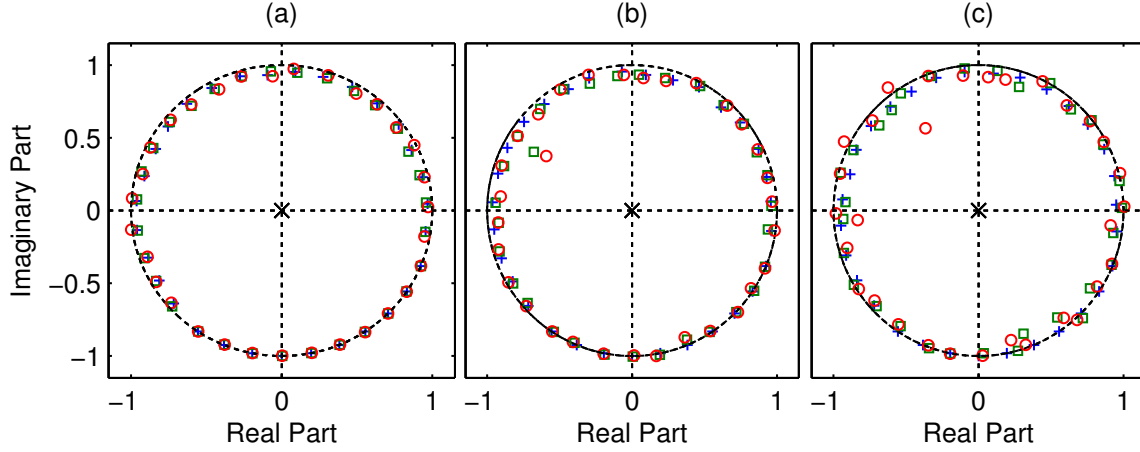 (a) (b) (c)
1 0.5 0 −0.5 −1
Imaginary Part
−1 0 1 −1 0 1 −1 0 1
Real Part Real Part Real Part